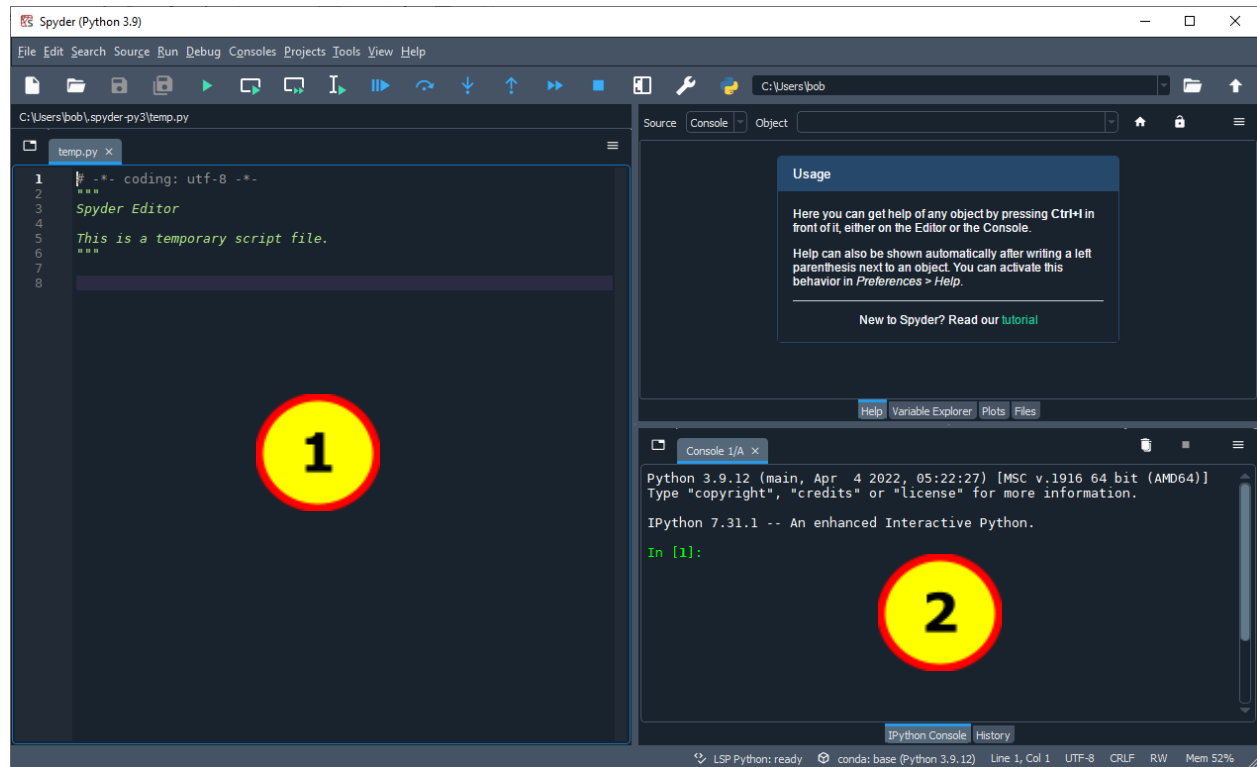 Spyder (Python 3.9)
File Edit Search Source Run Debug Consoles Projects Tools View Help
C:\Users\bob
C:\Users\bob\.spyder-py3\temp.py
temp.py
1 # -*- coding: utf-8 -*-
2 """
3 Spyder Editor
4
5 This is a temporary script file.
6 """
7
8
1
Source Console Object
Usage
Here you can get help of any object by pressing Ctrl+I in
front of it, either on the Editor or the Console.
Help can also be shown automatically after writing a left
parenthesis next to an object. You can activate this
behavior in Preferences > Help.
New to Spyder? Read our tutorial
Help Variable Explorer Plots Files
Console 1/A
Python 3.9.12 (main, Apr  4 2022, 05:22:27) [MSC v.1916 64 bit (AMD64)]
Type "copyright", "credits" or "license" for more information.
IPython 7.31.1 -- An enhanced Interactive Python.
In [1]:
2
IPython Console History
LSP Python: ready conda: base (Python 3.9.12) Line 1, Col 1 UTF-8 CRLF RW Mem 52%